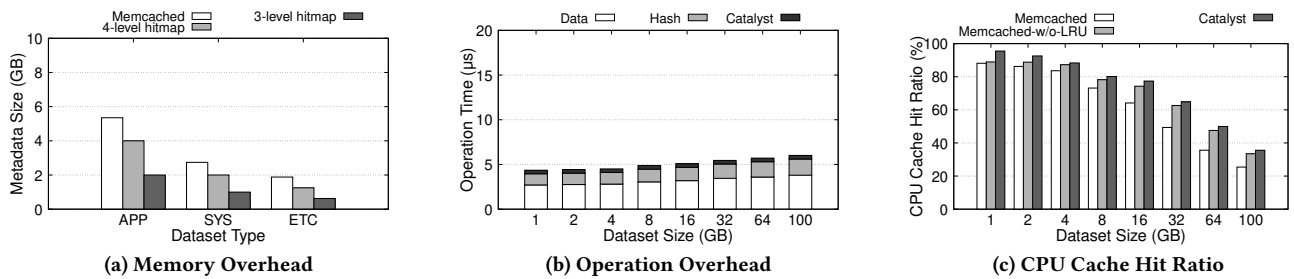 Memcached
4-level hitmap
3-level hitmap
Metadata Size (GB)
10
8
6
4
2
0
APP SYS ETC
Dataset Type
(a) Memory Overhead
Data Hash Catalyst
Operation Time (μs)
20
15
10
5
0
1 2 4 8 16 32 64 100
Dataset Size (GB)
(b) Operation Overhead
Memcached
Memcached-w/o-LRU
Catalyst
CPU Cache Hit Ratio (%)
100
80
60
40
20
0
1 2 4 8 16 32 64 100
Dataset Size (GB)
(c) CPU Cache Hit Ratio